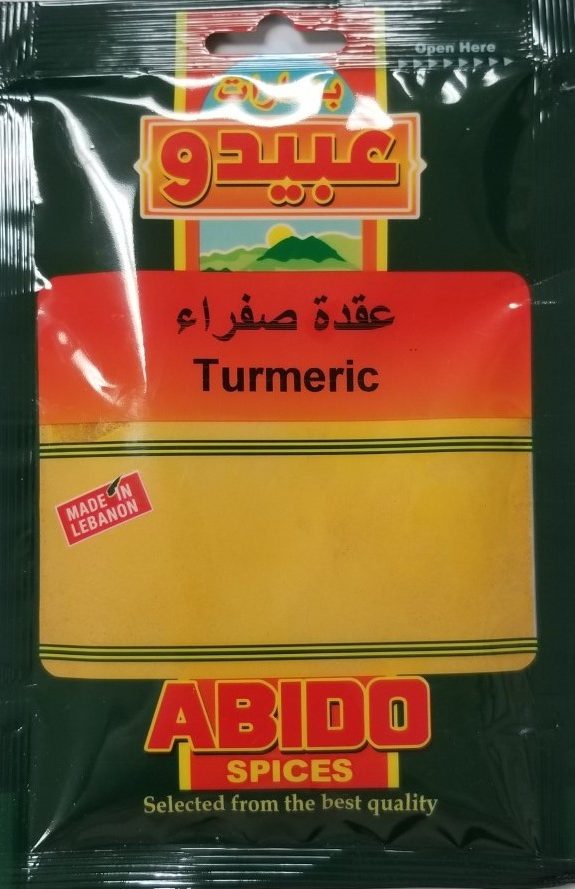 Open Here
بهارات
عبيدو
عقدة صفراء
Turmeric
MADE IN
LEBANON
ABIDO
SPICES
Selected from the best quality